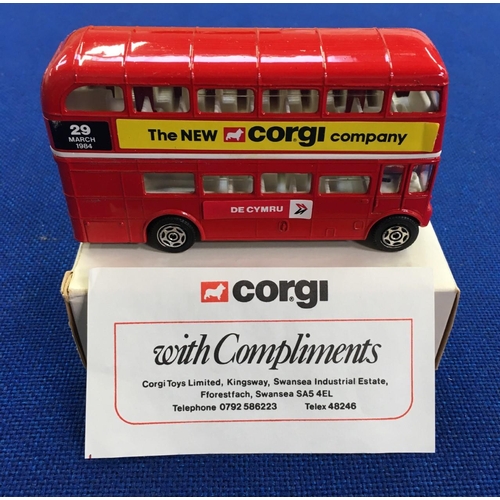 29
MARCH
1984
The NEW corgi company
DE CYMRU
corgi
with Compliments
Corgi Toys Limited, Kingsway, Swansea Industrial Estate,
Fforestfach, Swansea SA5 4EL
Telephone 0792 586223 Telex 48246